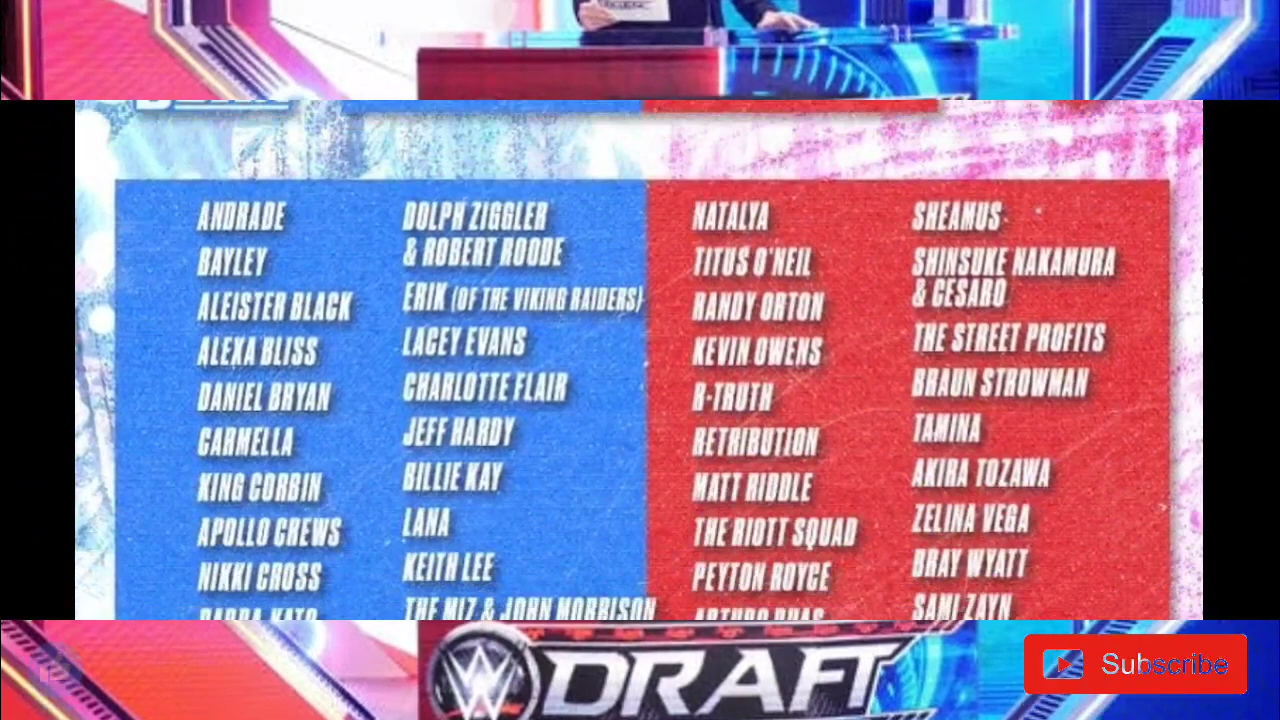 ANDRADE
BAYLEY
ALEISTER BLACK
ALEXA BLISS
DANIEL BRYAN
CARMELLA
KING CORBIN
APOLLO CREWS
NIKKI CROSS
DOLPH ZIGGLER
& ROBERT ROODE
ERIK (OF THE VIKING RAIDERS)
LACEY EVANS
CHARLOTTE FLAIR
JEFF HARDY
BILLIE KAY
LANA
KEITH LEE
THE MIZ & JOHN MORRISON
NATALYA
TITUS O'NEIL
RANDY ORTON
KEVIN OWENS
R-TRUTH
RETRIBUTION
MATT RIDDLE
THE RIOTT SQUAD
PEYTON ROYCE
SHEAMUS
SHINSUKE NAKAMURA
& CESARO
THE STREET PROFITS
BRAUN STROWMAN
TAMINA
AKIRA TOZAWA
ZELINA VEGA
BRAY WYATT
SAMI ZAYN
W DRAFT
Subscribe